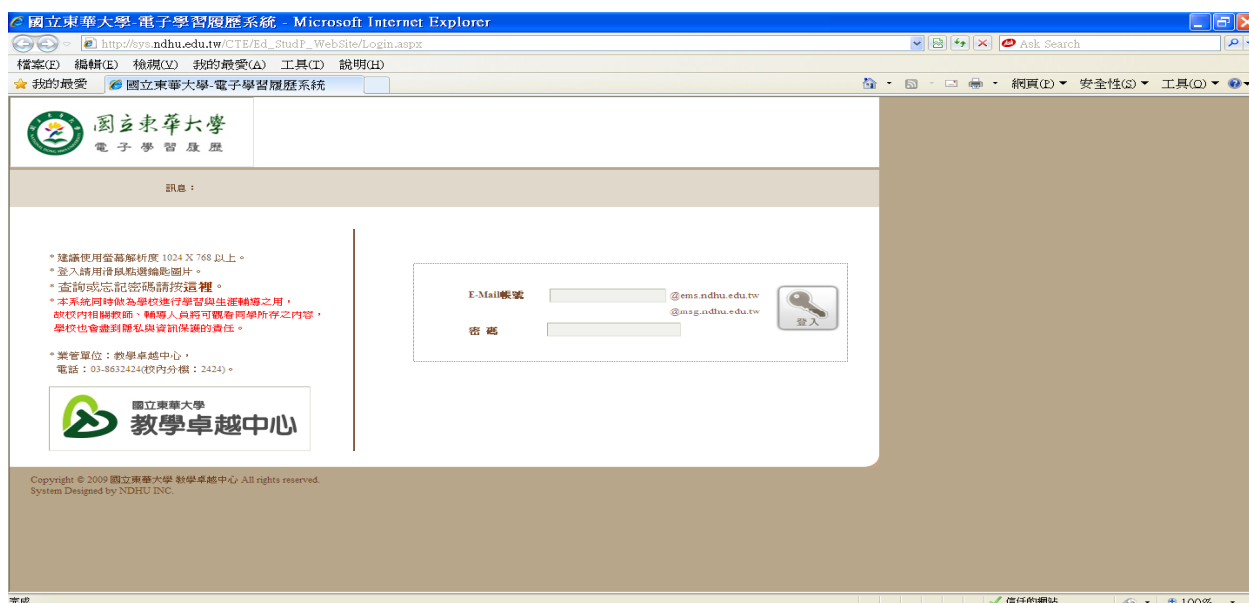 國立東華大學-電子學習履歷系統 - Microsoft Internet Explorer
http://sys.ndhu.edu.tw/CTE/Ed_StudP_WebSite/Login.aspx
Ask Search
檔案(F) 編輯(E) 檢視(V) 我的最愛(A) 工具(T) 說明(H)
我的最愛 國立東華大學-電子學習履歷系統
網頁(P) 安全性(S) 工具(O)
國立東華大學
電子學習履歷
訊息：
*建議使用螢幕解析度 1024 X 768 以上。
*登入請用滑鼠點選鑰匙圖片。
*查詢或忘記密碼請按這裡。
*本系統同時做為學校進行學習與生涯輔導之用，
故校內相關教師、輔導人員將可觀看同學所存之內容，
學校也會盡到隱私與資訊保護的責任。
*業管單位：教學卓越中心，
電話：03-8632424(校內分機：2424)。
國立東華大學
教學卓越中心
E-Mail帳號 @ems.ndhu.edu.tw
@msg.ndhu.edu.tw
密 碼
登入
Copyright © 2009 國立東華大學 教學卓越中心 All rights reserved.
System Designed by NDHU INC.
完成 信任的網站 100%